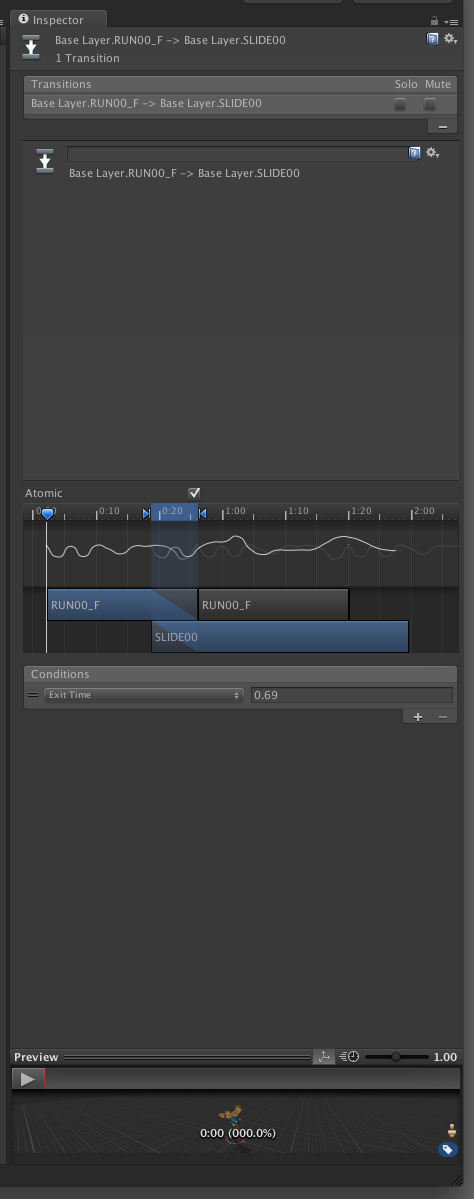 Inspector
Base Layer.RUN00_F -> Base Layer.SLIDE00
1 Transition
Transitions Solo Mute
Base Layer.RUN00_F -> Base Layer.SLIDE00
Base Layer.RUN00_F -> Base Layer.SLIDE00
Atomic
0:10 0:20 1:00 1:10 1:20 2:00
RUN00_F RUN00_F
SLIDE00
Conditions
Exit Time 0.69
Preview 1.00
0:00 (000.0%)